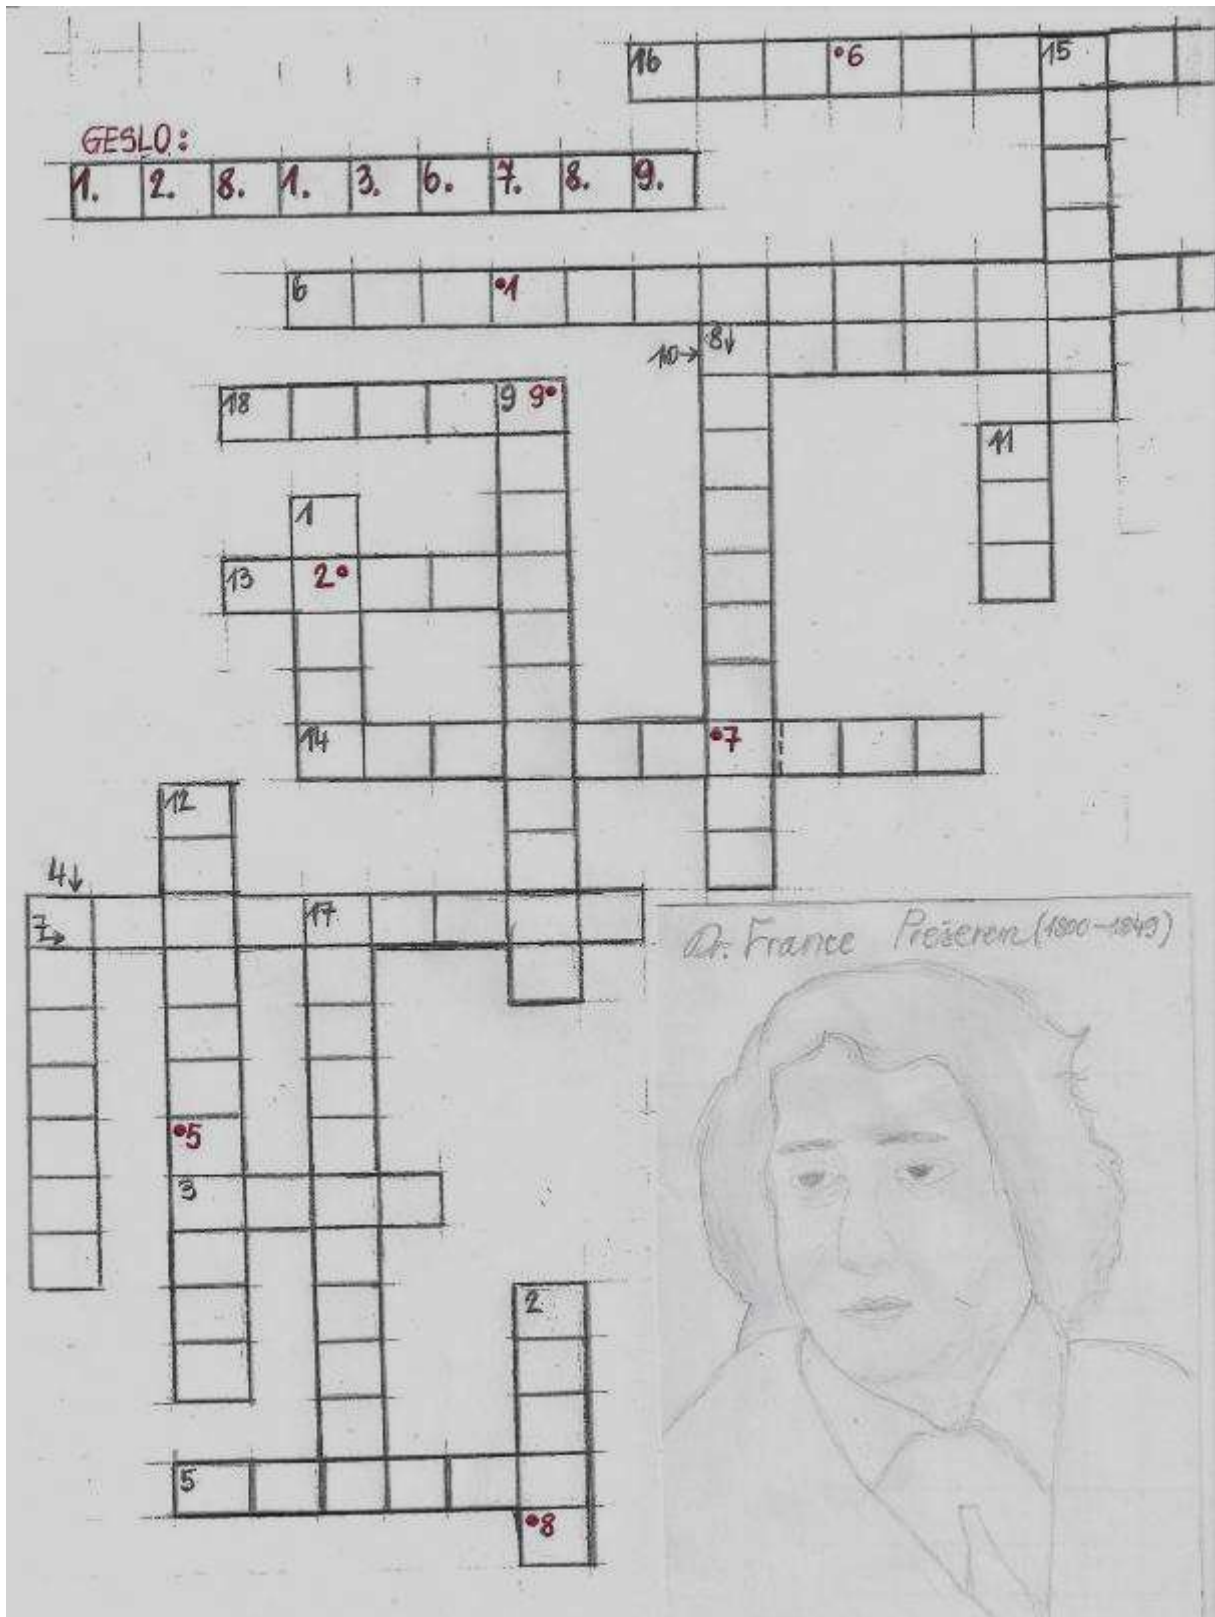 16 •6 15
GESLO:
1. 2. 8. 1. 3. 6. 7. 8. 9.
6 •1
10→ 8↓
18 9 9•
11
1
13 2•
14 •7
12
4↓
7→ 17
Dr. France Prešeren (1800-1849)
•5
3
2
5
•8